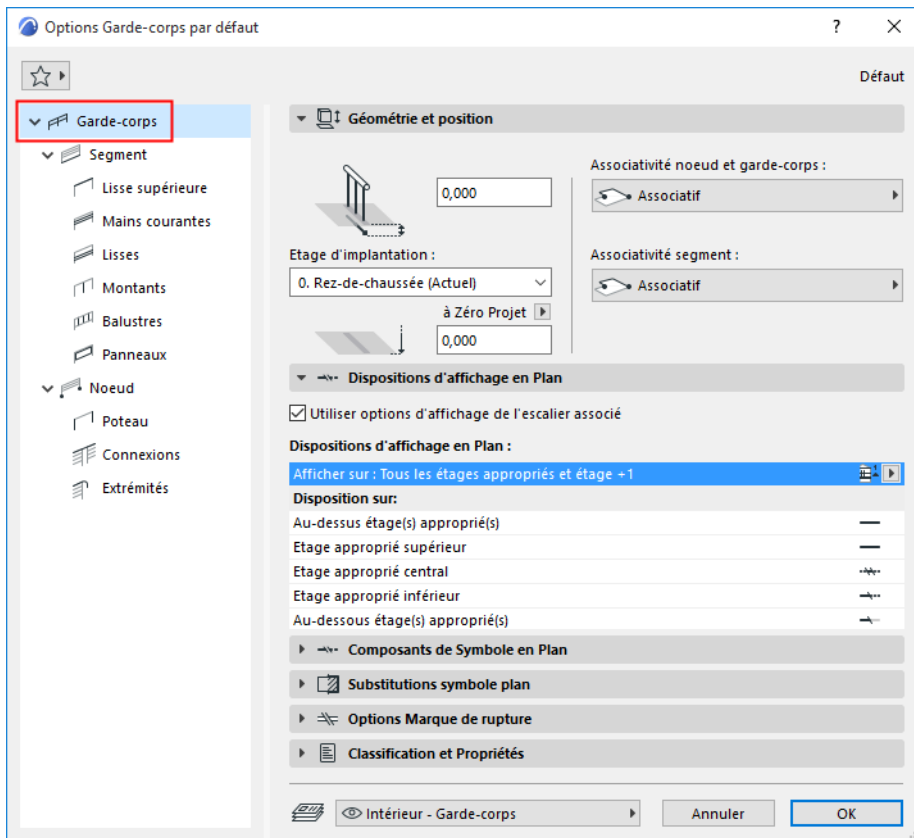 Options Garde-corps par défaut
?
Défaut
Garde-corps
Segment
Lisse supérieure
Mains courantes
Lisses
Montants
Balustres
Panneaux
Noeud
Poteau
Connexions
Extrémités
Géométrie et position
0,000
Etage d'implantation :
0. Rez-de-chaussée (Actuel)
à Zéro Projet
0,000
Associativité noeud et garde-corps :
Associatif
Associativité segment :
Associatif
Dispositions d'affichage en Plan
Utiliser options d'affichage de l'escalier associé
Dispositions d'affichage en Plan :
Afficher sur : Tous les étages appropriés et étage +1
Disposition sur:
Au-dessus étage(s) approprié(s)
Etage approprié supérieur
Etage approprié central
Etage approprié inférieur
Au-dessous étage(s) approprié(s)
Composants de Symbole en Plan
Substitutions symbole plan
Options Marque de rupture
Classification et Propriétés
Intérieur - Garde-corps
Annuler
OK